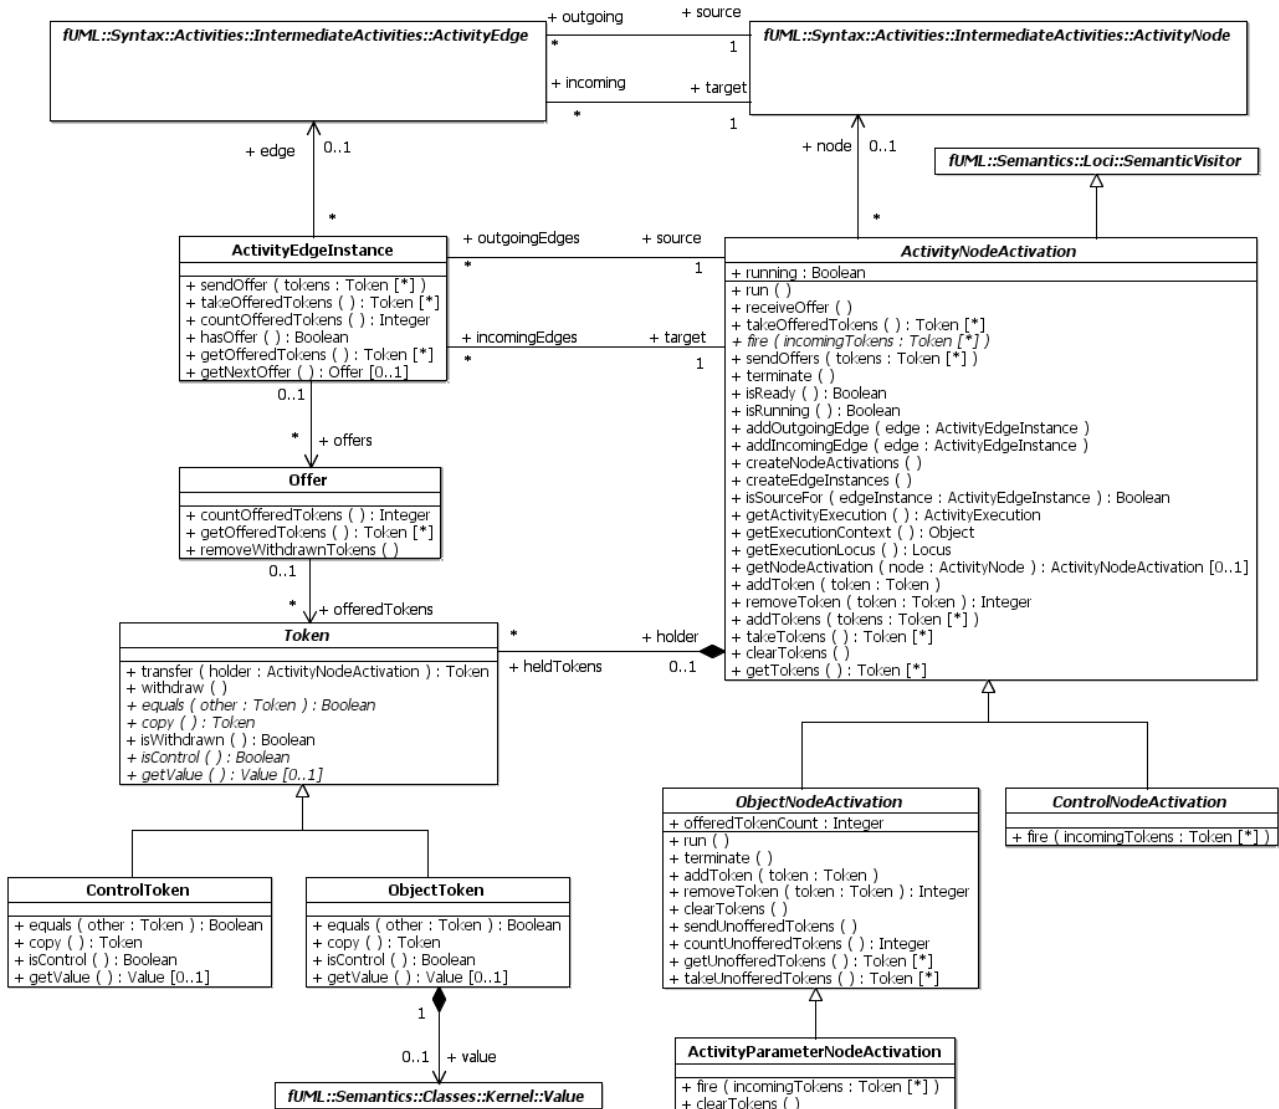 + outgoing
+ source
fUML::Syntax::Activities::IntermediateActivities::ActivityEdge
*
1
fUML::Syntax::Activities::IntermediateActivities::ActivityNode
+ incoming
+ target
*
1
+ edge
0..1
*
+ node
0..1
*
fUML::Semantics::Loci::SemanticVisitor
ActivityEdgeInstance
+ sendOffer ( tokens : Token [*] )
+ takeOfferedTokens ( ) : Token [*]
+ countOfferedTokens ( ) : Integer
+ hasOffer ( ) : Boolean
+ getOfferedTokens ( ) : Token [*]
+ getNextOffer ( ) : Offer [0..1]
+ outgoingEdges
+ source
*
1
+ incomingEdges
+ target
*
1
ActivityNodeActivation
+ running : Boolean
+ run ( )
+ receiveOffer ( )
+ takeOfferedTokens ( ) : Token [*]
+ fire ( incomingTokens : Token [*] )
+ sendOffers ( tokens : Token [*] )
+ terminate ( )
+ isReady ( ) : Boolean
+ isRunning ( ) : Boolean
+ addOutgoingEdge ( edge : ActivityEdgeInstance )
+ addIncomingEdge ( edge : ActivityEdgeInstance )
+ createNodeActivations ( )
+ createEdgeInstances ( )
+ isSourceFor ( edgeInstance : ActivityEdgeInstance ) : Boolean
+ getActivityExecution ( ) : ActivityExecution
+ getExecutionContext ( ) : Object
+ getExecutionLocus ( ) : Locus
+ getNodeActivation ( node : ActivityNode ) : ActivityNodeActivation [0..1]
+ addToken ( token : Token )
+ removeToken ( token : Token ) : Integer
+ addTokens ( tokens : Token [*] )
+ takeTokens ( ) : Token [*]
+ clearTokens ( )
+ getTokens ( ) : Token [*]
0..1
*
+ offers
Offer
+ countOfferedTokens ( ) : Integer
+ getOfferedTokens ( ) : Token [*]
+ removeWithdrawnTokens ( )
0..1
*
+ offeredTokens
Token
+ transfer ( holder : ActivityNodeActivation ) : Token
+ withdraw ( )
+ equals ( other : Token ) : Boolean
+ copy ( ) : Token
+ isWithdrawn ( ) : Boolean
+ isControl ( ) : Boolean
+ getValue ( ) : Value [0..1]
*
+ holder
+ heldTokens
0..1
ControlToken
+ equals ( other : Token ) : Boolean
+ copy ( ) : Token
+ isControl ( ) : Boolean
+ getValue ( ) : Value [0..1]
ObjectToken
+ equals ( other : Token ) : Boolean
+ copy ( ) : Token
+ isControl ( ) : Boolean
+ getValue ( ) : Value [0..1]
1
0..1
+ value
fUML::Semantics::Classes::Kernel::Value
ObjectNodeActivation
+ offeredTokenCount : Integer
+ run ( )
+ terminate ( )
+ addToken ( token : Token )
+ removeToken ( token : Token ) : Integer
+ clearTokens ( )
+ sendUnofferedTokens ( )
+ countUnofferedTokens ( ) : Integer
+ getUnofferedTokens ( ) : Token [*]
+ takeUnofferedTokens ( ) : Token [*]
ControlNodeActivation
+ fire ( incomingTokens : Token [*] )
ActivityParameterNodeActivation
+ fire ( incomingTokens : Token [*] )
+ clearTokens ( )